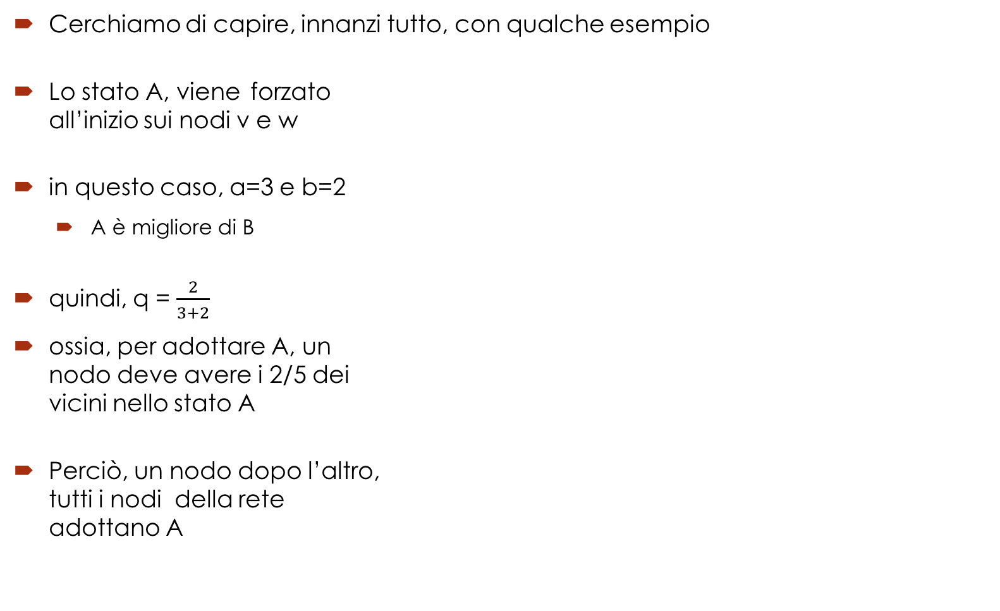 Cerchiamo di capire, innanzi tutto, con qualche esempio
Lo stato A, viene forzato
all’inizio sui nodi v e w
in questo caso, a=3 e b=2
A è migliore di B
quindi, q = 2/(3+2)
ossia, per adottare A, un
nodo deve avere i 2/5 dei
vicini nello stato A
Perciò, un nodo dopo l’altro,
tutti i nodi della rete
adottano A